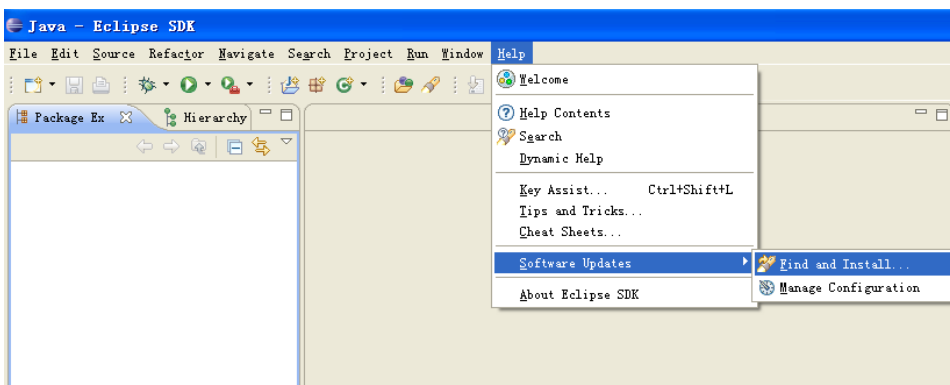 Java - Eclipse SDK
File Edit Source Refactor Navigate Search Project Run Window Help
Package Ex Hierarchy
Welcome
Help Contents
Search
Dynamic Help
Key Assist... Ctrl+Shift+L
Tips and Tricks...
Cheat Sheets...
Software Updates
Find and Install...
Manage Configuration
About Eclipse SDK